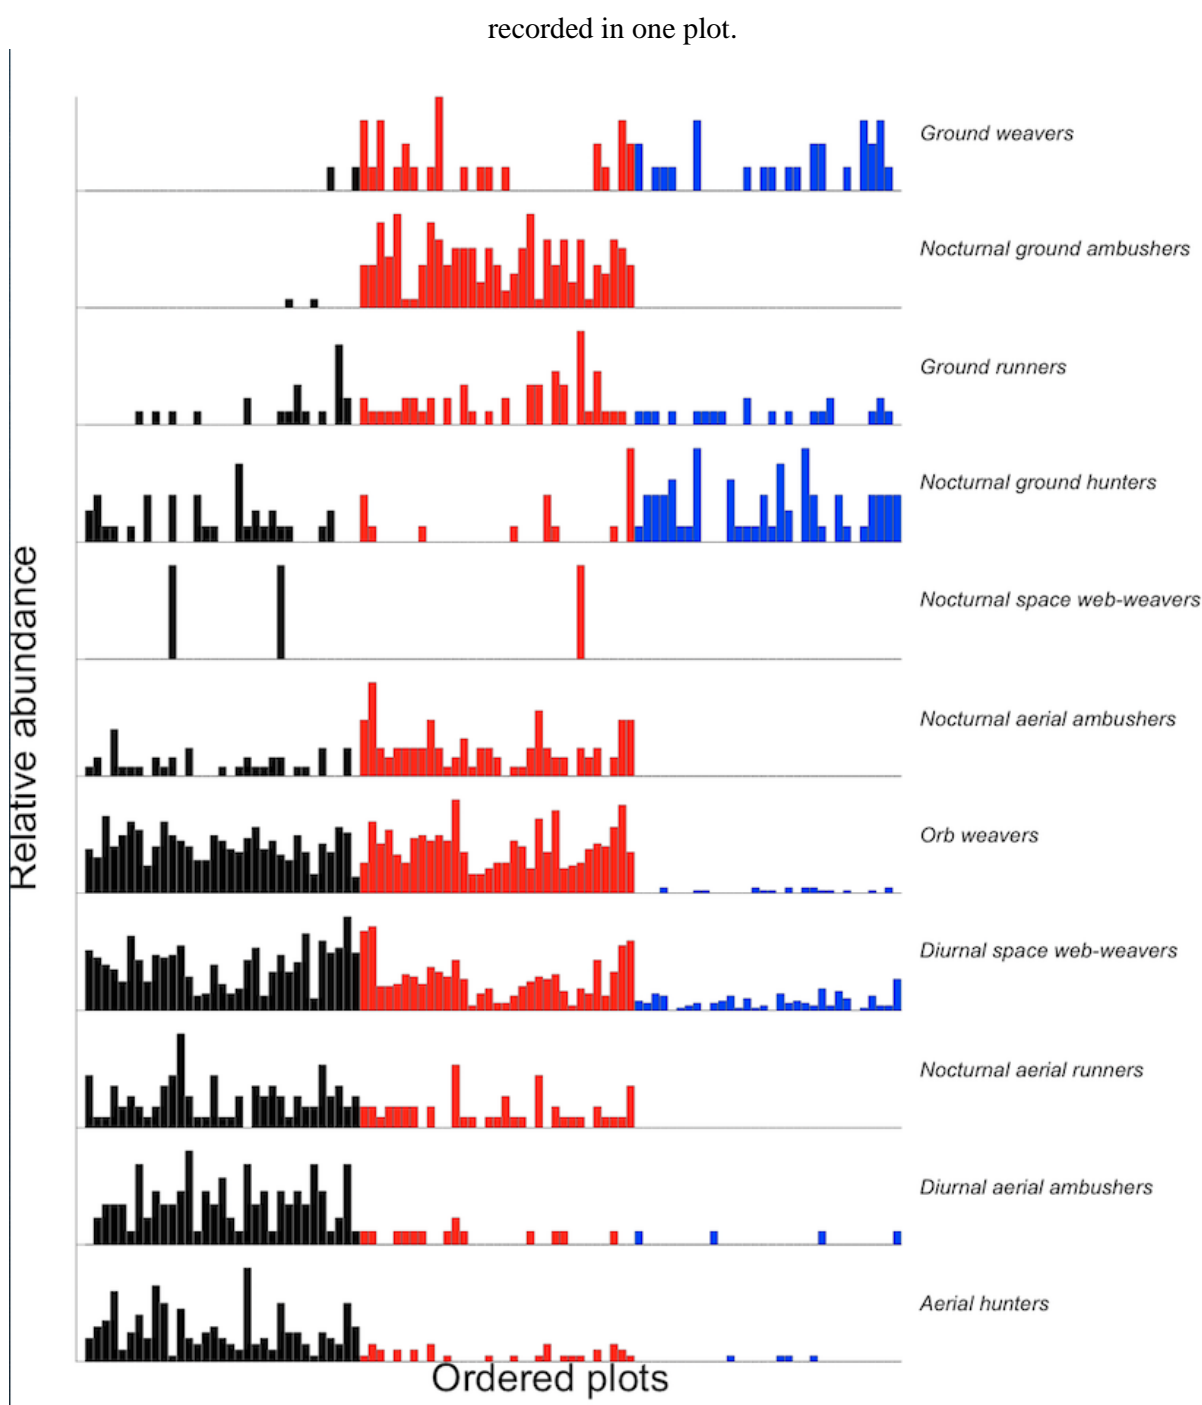 recorded in one plot.
Ground weavers
Nocturnal ground ambushers
Ground runners
Nocturnal ground hunters
Nocturnal space web-weavers
Nocturnal aerial ambushers
Orb weavers
Diurnal space web-weavers
Nocturnal aerial runners
Diurnal aerial ambushers
Aerial hunters
Relative abundance
Ordered plots